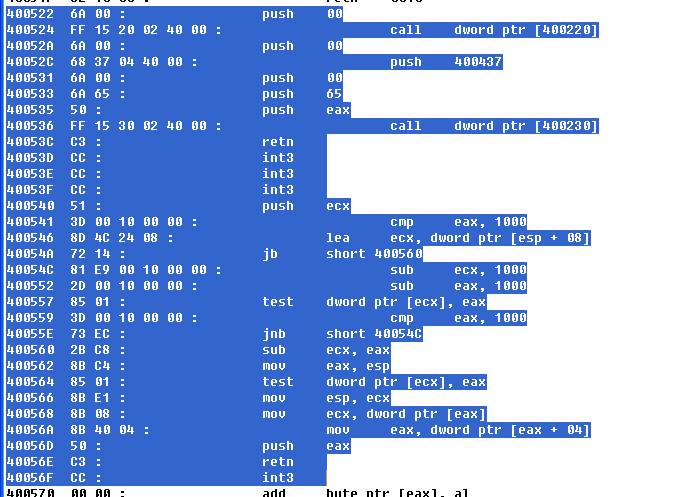 400522 6A 00 : push 00
400524 FF 15 20 02 40 00 : call dword ptr [400220]
40052A 6A 00 : push 00
40052C 68 37 04 40 00 : push 400437
400531 6A 00 : push 00
400533 6A 65 : push 65
400535 50 : push eax
400536 FF 15 30 02 40 00 : call dword ptr [400230]
40053C C3 : retn
40053D CC : int3
40053E CC : int3
40053F CC : int3
400540 51 : push ecx
400541 3D 00 10 00 00 : cmp eax, 1000
400546 8D 4C 24 08 : lea ecx, dword ptr [esp + 08]
40054A 72 14 : jb short 400560
40054C 81 E9 00 10 00 00 : sub ecx, 1000
400552 2D 00 10 00 00 : sub eax, 1000
400557 85 01 : test dword ptr [ecx], eax
400559 3D 00 10 00 00 : cmp eax, 1000
40055E 73 EC : jnb short 40054C
400560 2B C8 : sub ecx, eax
400562 8B C4 : mov eax, esp
400564 85 01 : test dword ptr [ecx], eax
400566 8B E1 : mov esp, ecx
400568 8B 08 : mov ecx, dword ptr [eax]
40056A 8B 40 04 : mov eax, dword ptr [eax + 04]
40056D 50 : push eax
40056E C3 : retn
40056F CC : int3
400570 00 00 : add byte ptr [eax], al